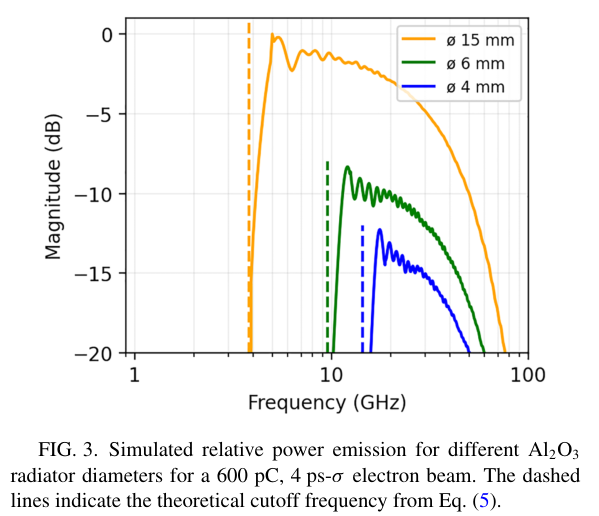 ø 15 mm
ø 6 mm
ø 4 mm
0
−5
−10
−15
−20
Magnitude (dB)
1
10
100
Frequency (GHz)
FIG. 3. Simulated relative power emission for different Al₂O₃
radiator diameters for a 600 pC, 4 ps-σ electron beam. The dashed
lines indicate the theoretical cutoff frequency from Eq. (5).